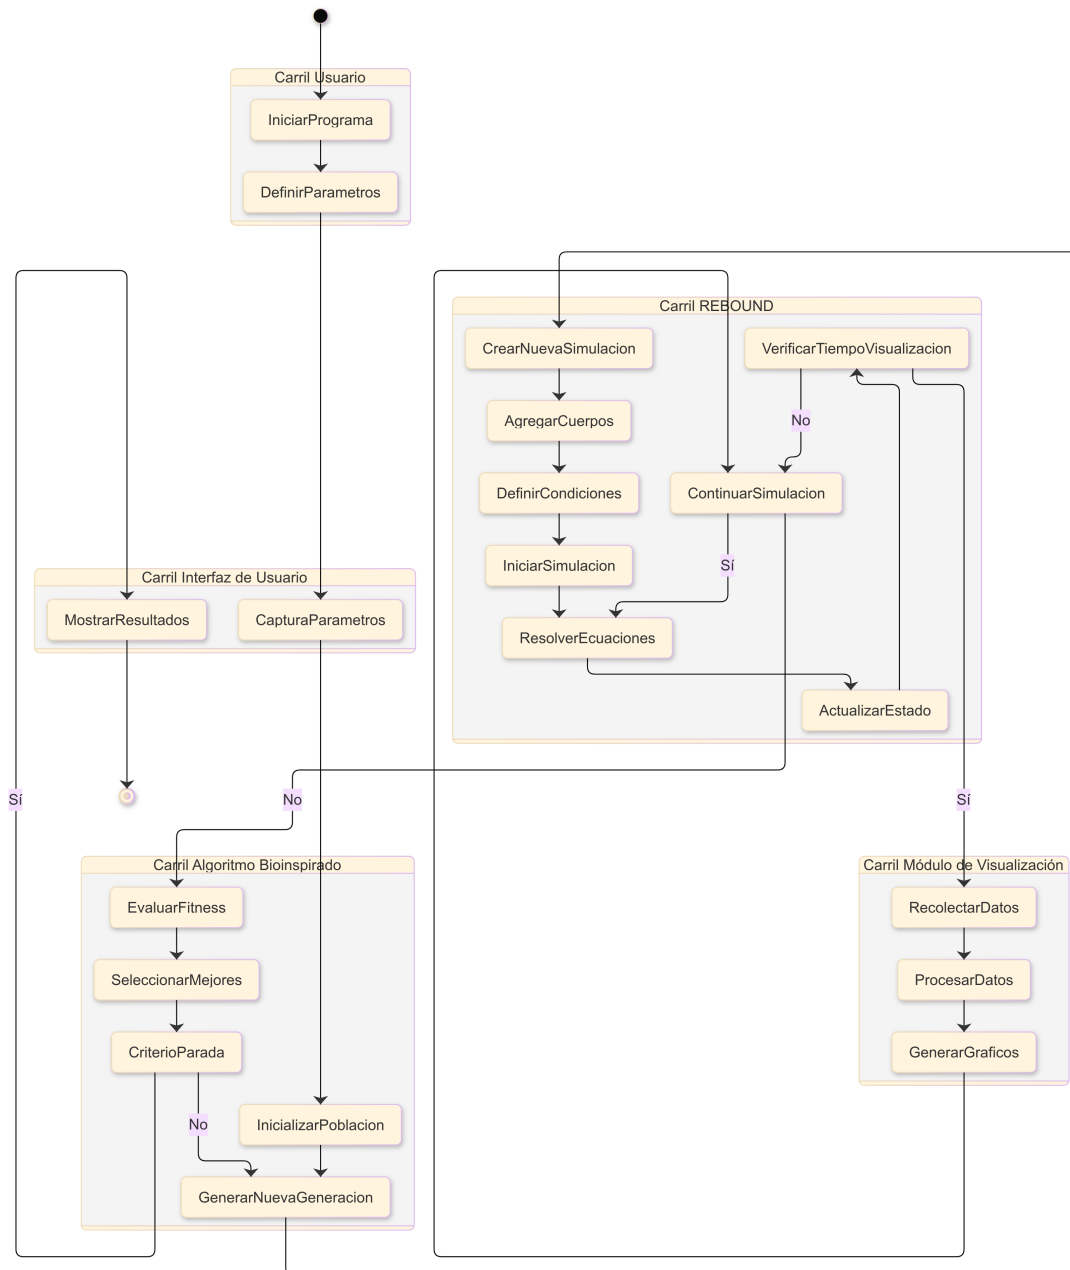 Carril Usuario
IniciarPrograma
DefinirParametros
Carril REBOUND
CrearNuevaSimulacion
VerificarTiempoVisualizacion
AgregarCuerpos
No
DefinirCondiciones
ContinuarSimulacion
IniciarSimulacion
Sí
ResolverEcuaciones
ActualizarEstado
Carril Interfaz de Usuario
MostrarResultados
CapturaParametros
Sí
No
Sí
Carril Algoritmo Bioinspirado
EvaluarFitness
SeleccionarMejores
CriterioParada
No
InicializarPoblacion
GenerarNuevaGeneracion
Carril Módulo de Visualización
RecolectarDatos
ProcesarDatos
GenerarGraficos